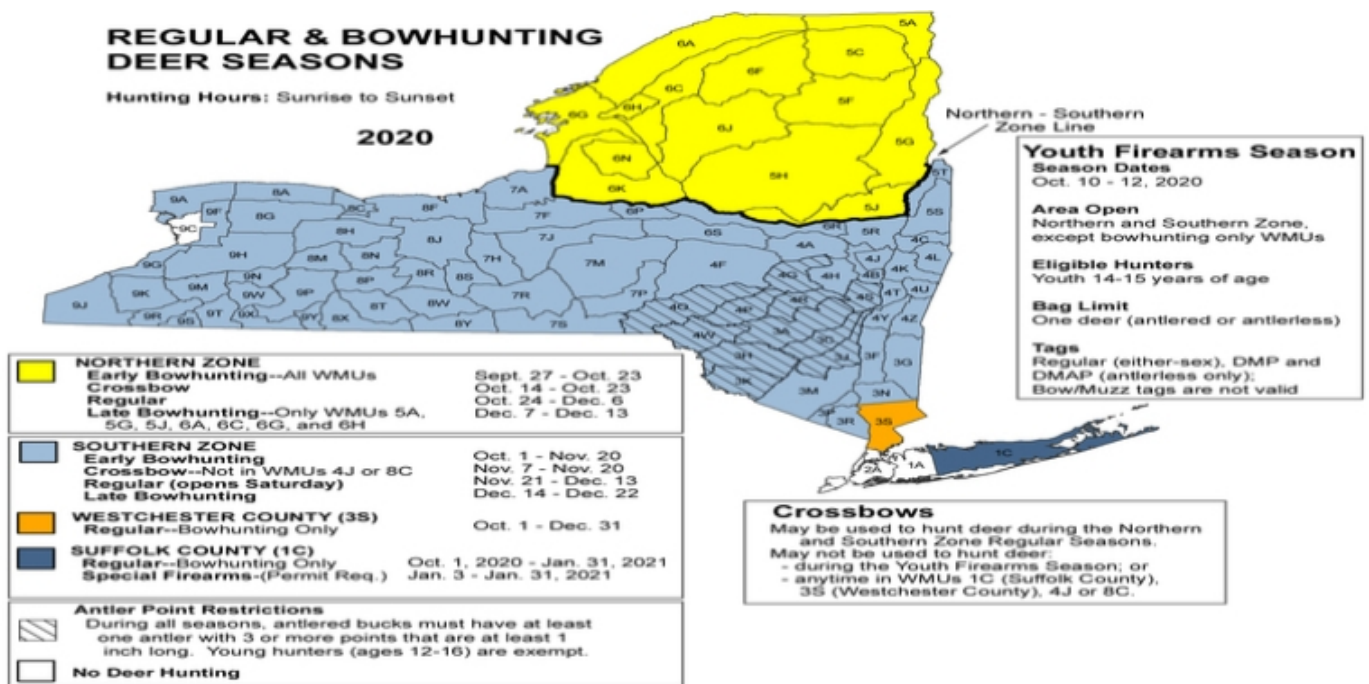 REGULAR & BOWHUNTING
DEER SEASONS
Hunting Hours: Sunrise to Sunset
2020
Northern - Southern
Zone Line
5A
6A
5C
6F
6C
6H
6G
5F
6J
5G
6N
5H
6K
5J
5T
5S
9A
8A
7A
9F
8C
8F
9C
8G
7F
6P
6S
6R
5R
8H
8J
7J
4A
4C
9G
9H
8M
8N
7H
7M
4F
4G
4H
4J
4B
4K
4L
9J
9K
9M
9N
9W
9P
8P
8R
8S
7R
7P
4O
4P
4R
4S
4T
4U
9R
9S
9T
9X
9Y
8X
8T
8W
8Y
7S
4W
3A
4Y
4Z
3H
3J
3F
3G
3K
3M
3N
3P
3R
3S
2A
1A
1C
Youth Firearms Season
Season Dates
Oct. 10 - 12, 2020
Area Open
Northern and Southern Zone,
except bowhunting only WMUs
Eligible Hunters
Youth 14-15 years of age
Bag Limit
One deer (antlered or antlerless)
Tags
Regular (either-sex), DMP and
DMAP (antlerless only);
Bow/Muzz tags are not valid
NORTHERN ZONE
Early Bowhunting--All WMUs Sept. 27 - Oct. 23
Crossbow Oct. 14 - Oct. 23
Regular Oct. 24 - Dec. 6
Late Bowhunting--Only WMUs 5A, Dec. 7 - Dec. 13
5G, 5J, 6A, 6C, 6G, and 6H
SOUTHERN ZONE
Early Bowhunting Oct. 1 - Nov. 20
Crossbow--Not in WMUs 4J or 8C Nov. 7 - Nov. 20
Regular (opens Saturday) Nov. 21 - Dec. 13
Late Bowhunting Dec. 14 - Dec. 22
WESTCHESTER COUNTY (3S)
Regular--Bowhunting Only Oct. 1 - Dec. 31
SUFFOLK COUNTY (1C)
Regular--Bowhunting Only Oct. 1, 2020 - Jan. 31, 2021
Special Firearms-(Permit Req.) Jan. 3 - Jan. 31, 2021
Antler Point Restrictions
During all seasons, antlered bucks must have at least
one antler with 3 or more points that are at least 1
inch long. Young hunters (ages 12-16) are exempt.
No Deer Hunting
Crossbows
May be used to hunt deer during the Northern
and Southern Zone Regular Seasons.
May not be used to hunt deer:
- during the Youth Firearms Season; or
- anytime in WMUs 1C (Suffolk County),
3S (Westchester County), 4J or 8C.